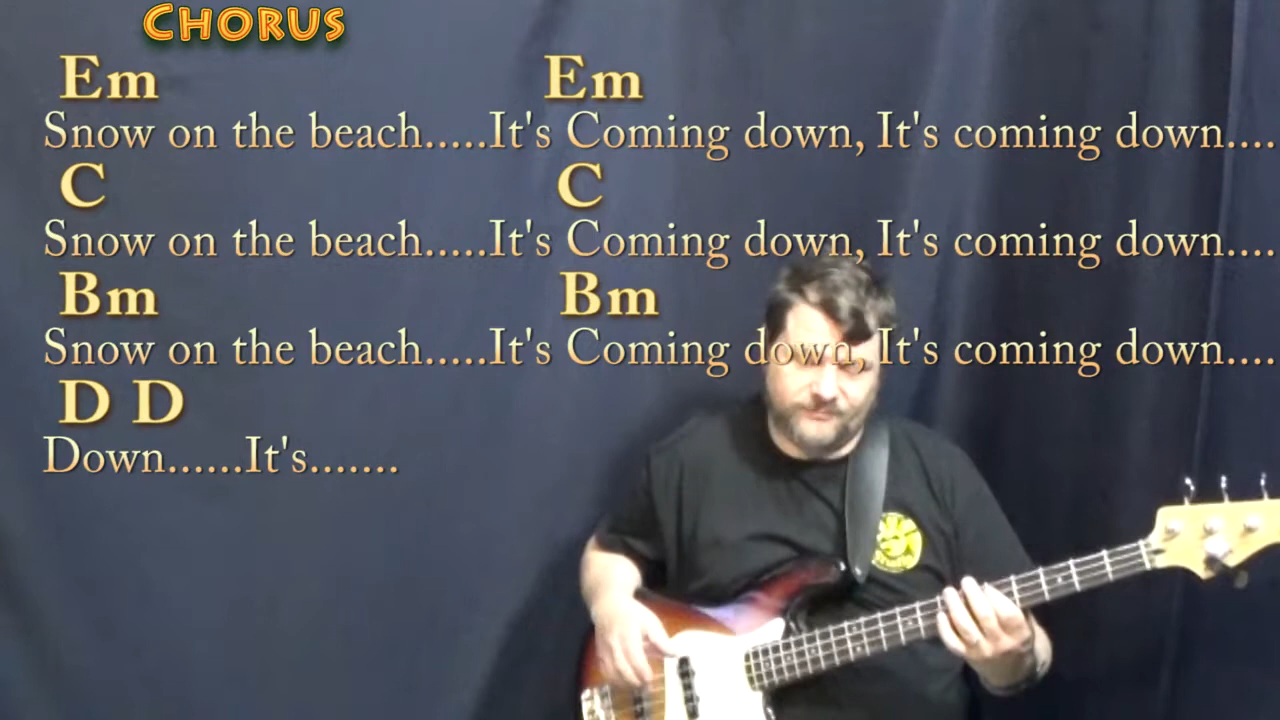 CHORUS
Em Em
Snow on the beach.....It's Coming down, It's coming down....
C C
Snow on the beach.....It's Coming down, It's coming down....
Bm Bm
Snow on the beach.....It's Coming down, It's coming down....
D D
Down......It's.......